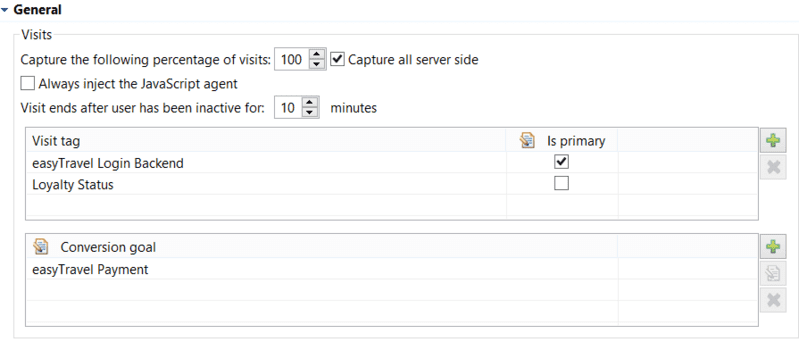 General
Visits
Capture the following percentage of visits: 100 Capture all server side
Always inject the JavaScript agent
Visit ends after user has been inactive for: 10 minutes
Visit tag Is primary
easyTravel Login Backend
Loyalty Status
Conversion goal
easyTravel Payment